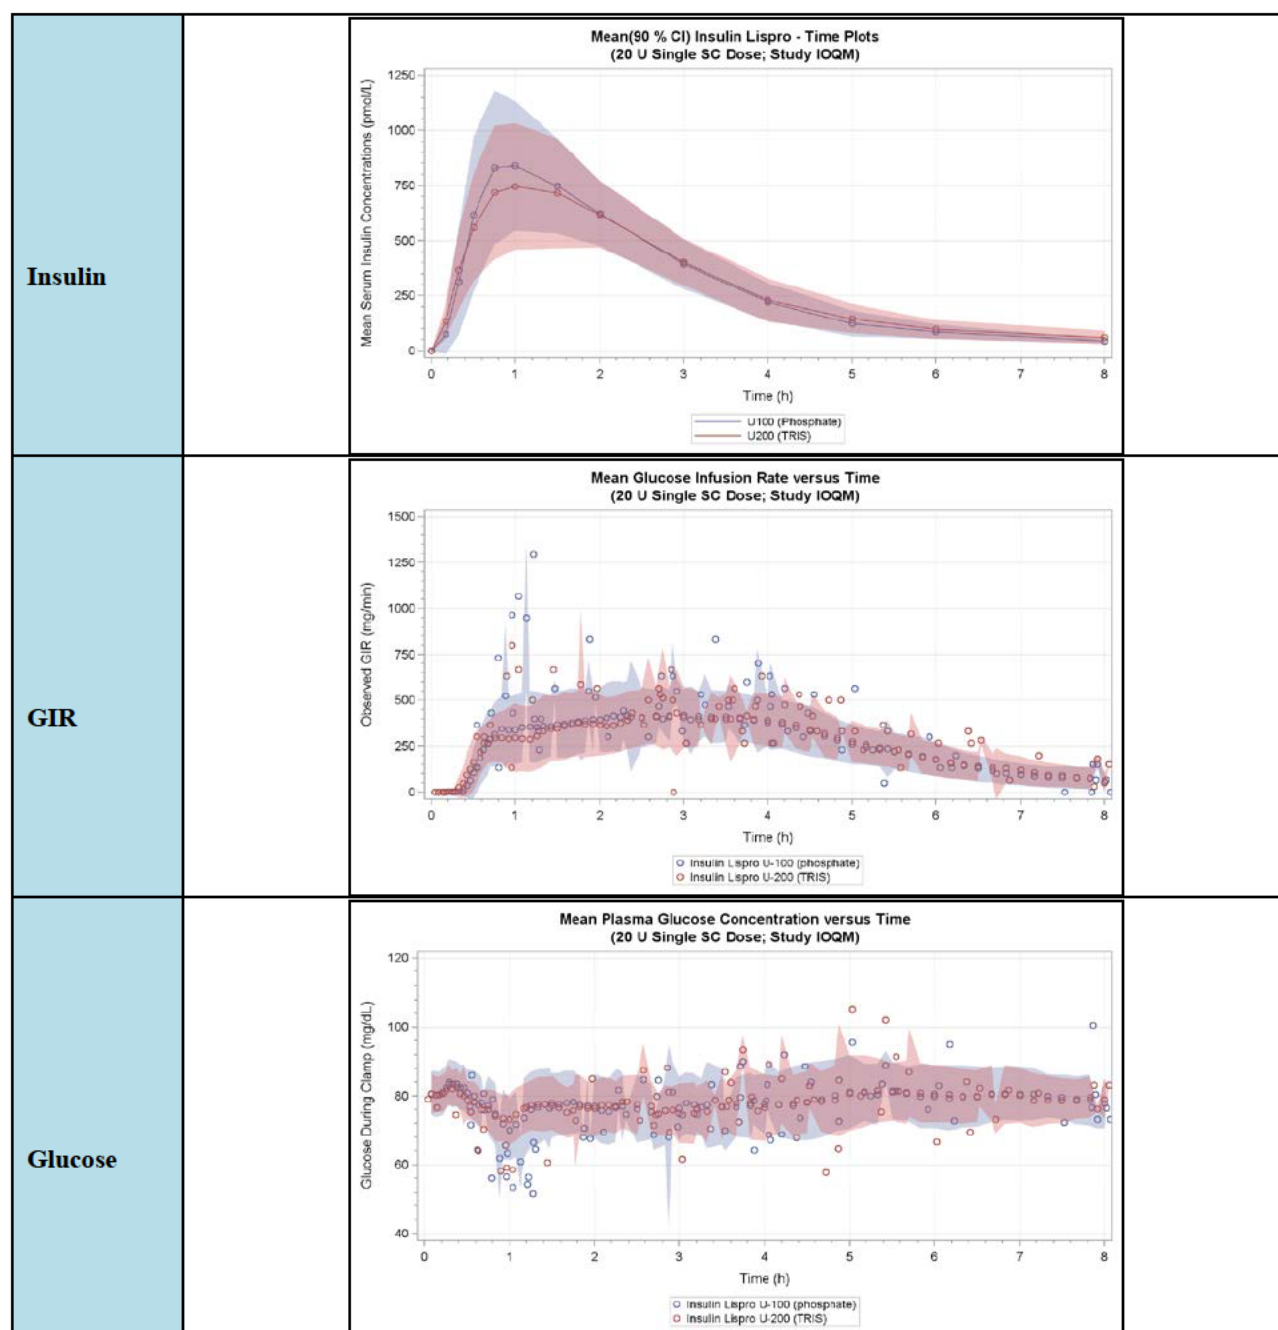 Insulin
Mean(90 % CI) Insulin Lispro - Time Plots
(20 U Single SC Dose; Study IOQM)
Mean Serum Insulin Concentrations (pmol/L)
1250
1000
750
500
250
0
0 1 2 3 4 5 6 7 8
Time (h)
U100 (Phosphate)
U200 (TRIS)
GIR
Mean Glucose Infusion Rate versus Time
(20 U Single SC Dose; Study IOQM)
Observed GIR (mg/min)
1500
1250
1000
750
500
250
0
0 1 2 3 4 5 6 7 8
Time (h)
Insulin Lispro U-100 (phosphate)
Insulin Lispro U-200 (TRIS)
Glucose
Mean Plasma Glucose Concentration versus Time
(20 U Single SC Dose; Study IOQM)
Glucose During Clamp (mg/dL)
120
100
80
60
40
0 1 2 3 4 5 6 7 8
Time (h)
Insulin Lispro U-100 (phosphate)
Insulin Lispro U-200 (TRIS)